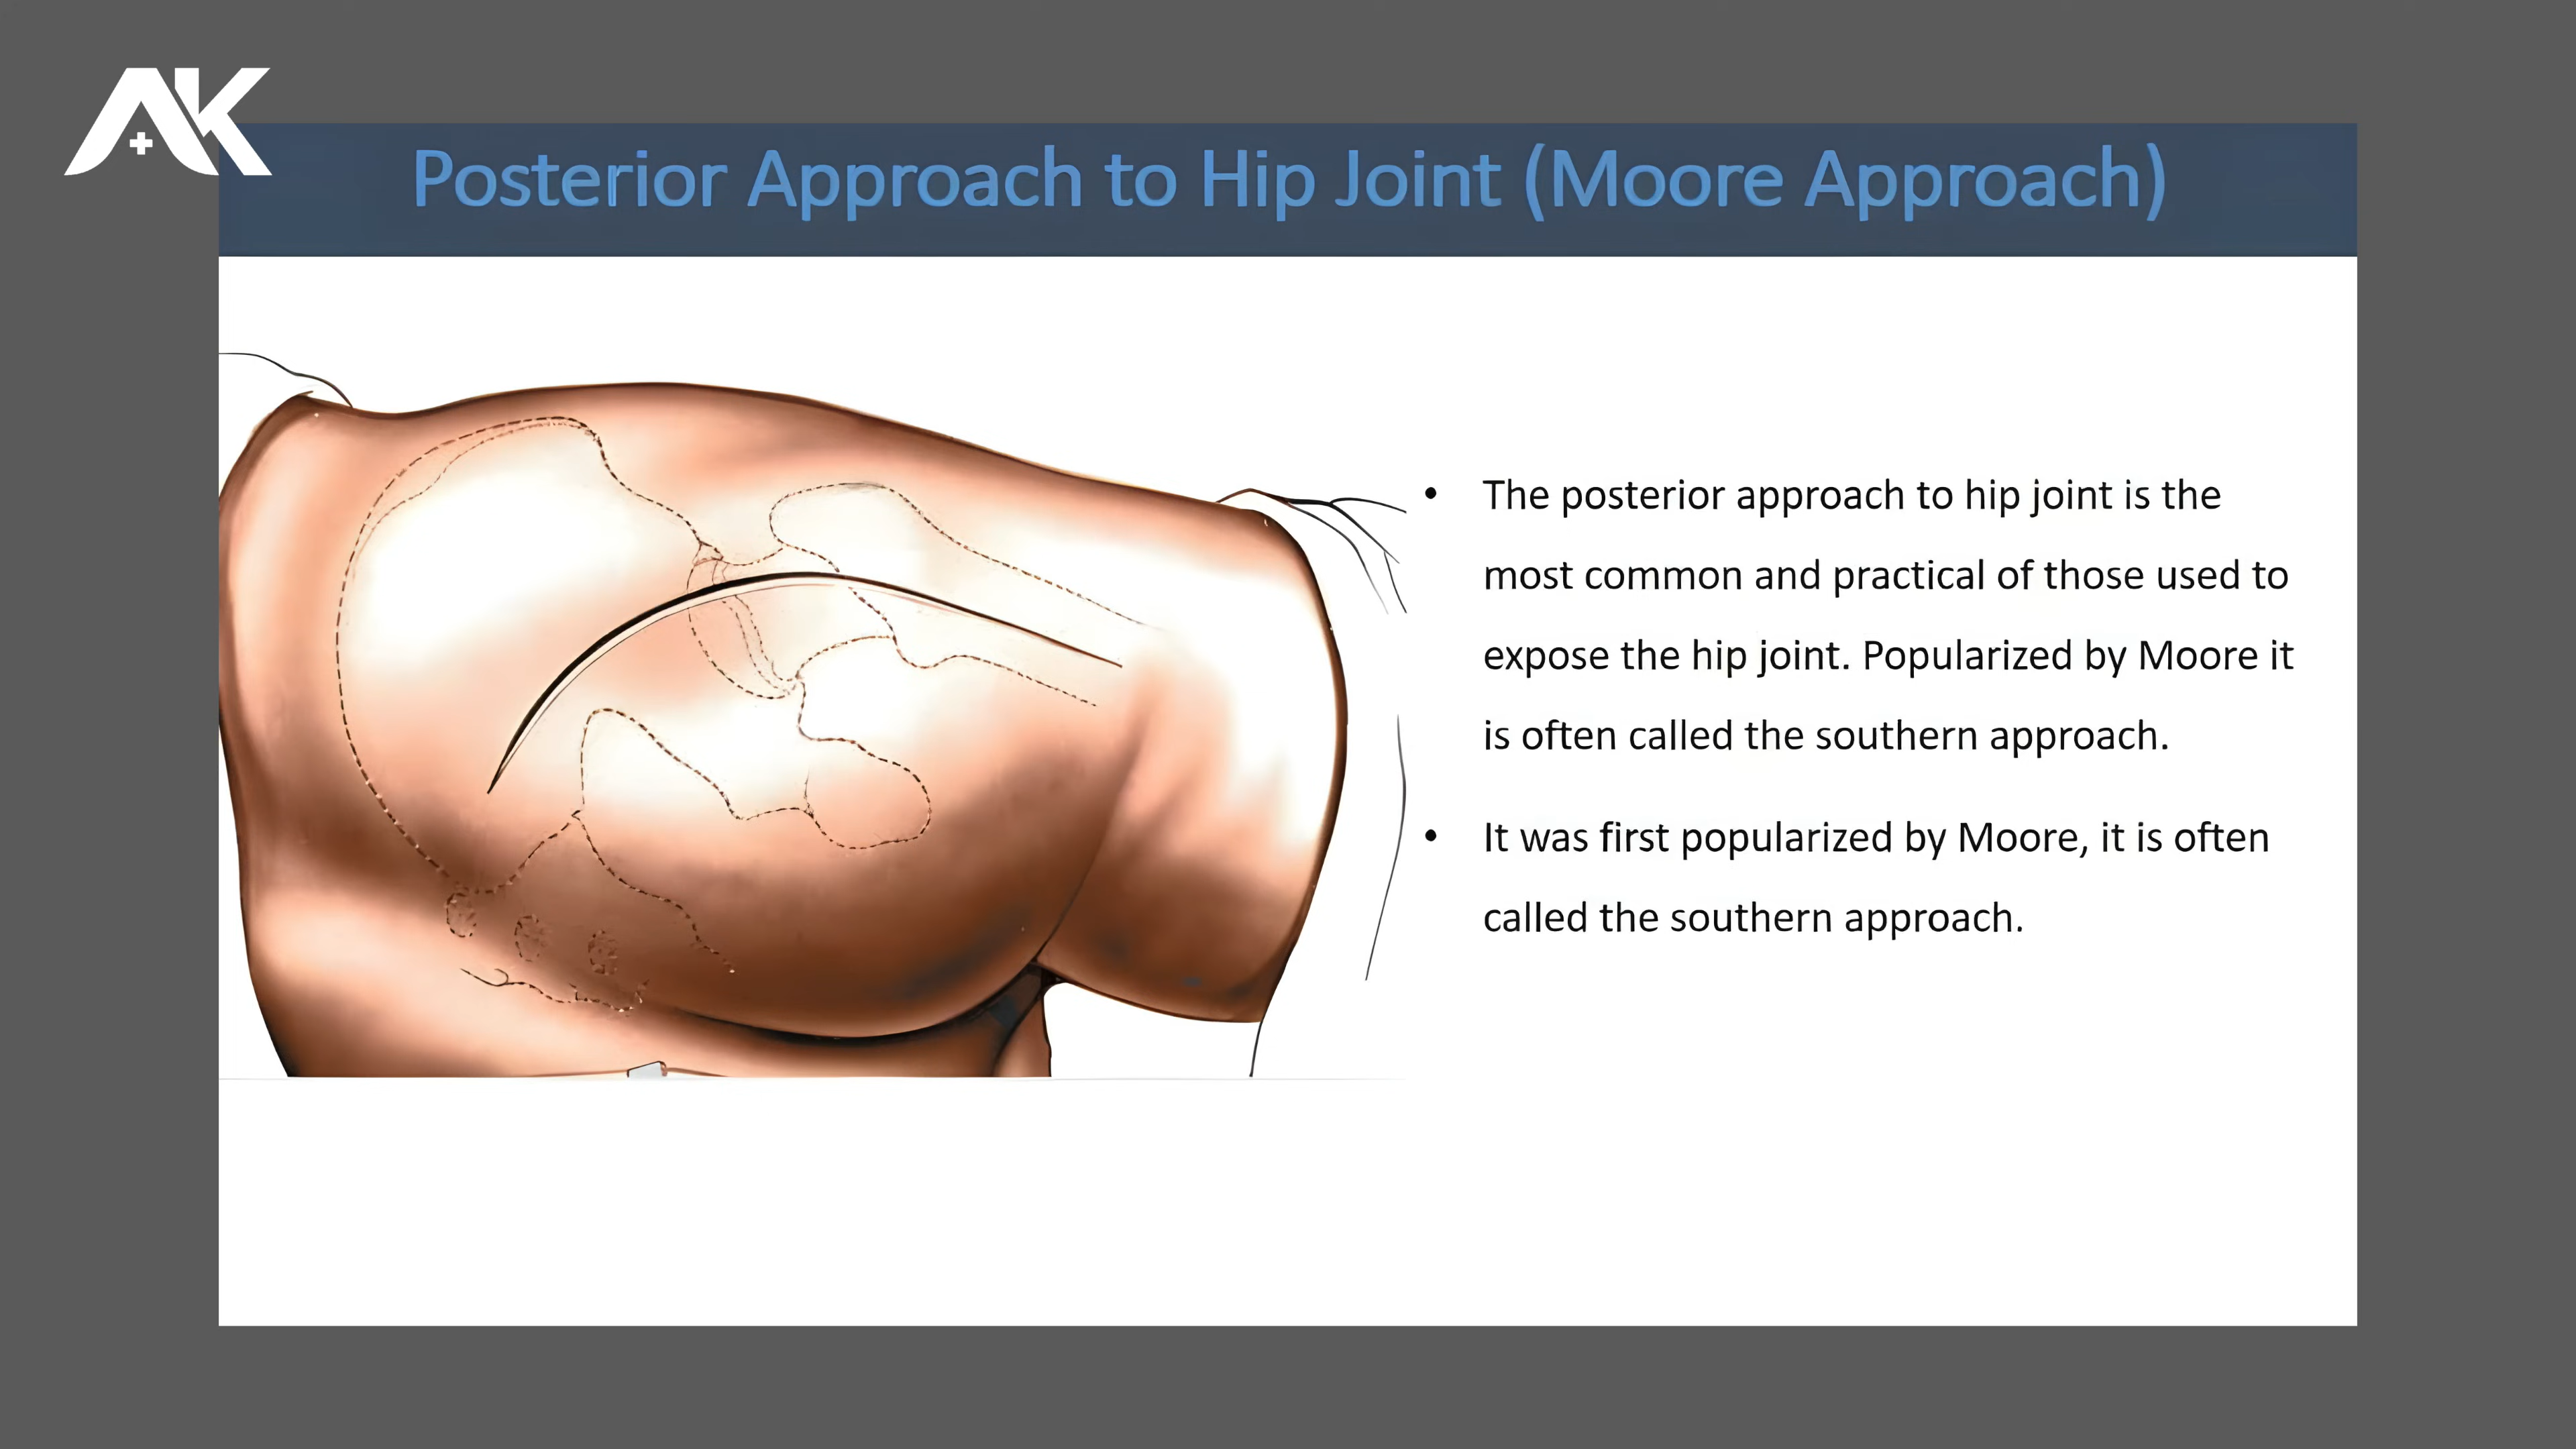 AK
Posterior Approach to Hip Joint (Moore Approach)
• The posterior approach to hip joint is the
most common and practical of those used to
expose the hip joint. Popularized by Moore it
is often called the southern approach.
• It was first popularized by Moore, it is often
called the southern approach.